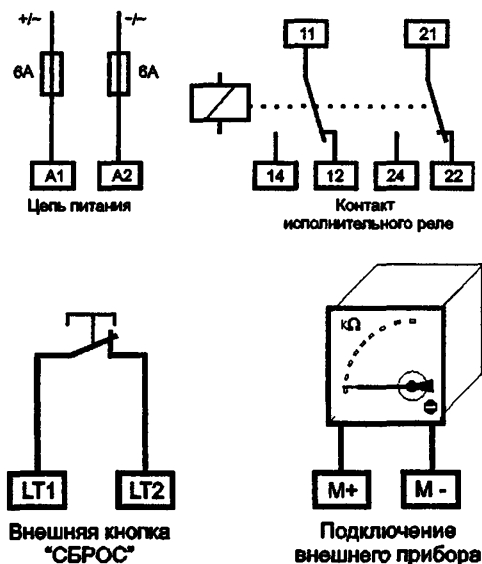 +/~ -/~
6A 6A
A1 A2
Цепь питания
11 21
14 12 24 22
Контакт
исполнительного реле
LT1 LT2
Внешняя кнопка
"СБРОС"
kΩ
M+ M -
Подключение
внешнего прибора